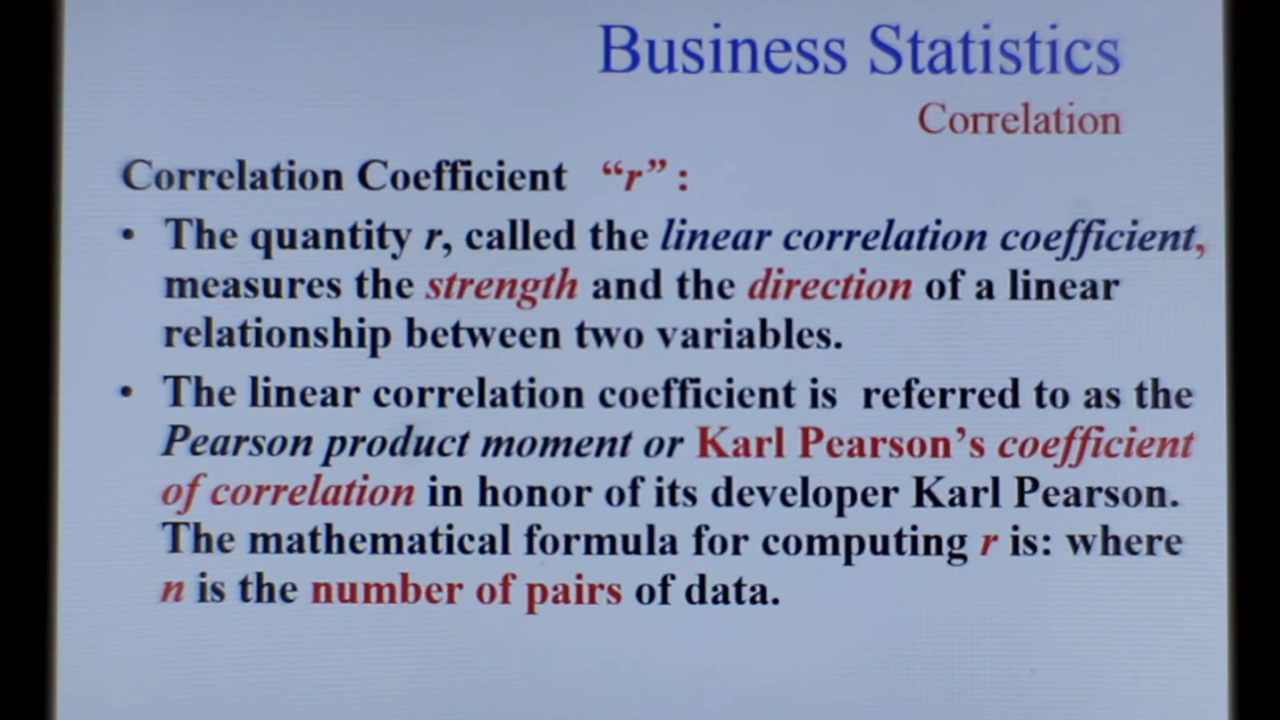 Business Statistics
Correlation
Correlation Coefficient “r” :
• The quantity r, called the linear correlation coefficient,
measures the strength and the direction of a linear
relationship between two variables.
• The linear correlation coefficient is referred to as the
Pearson product moment or Karl Pearson’s coefficient
of correlation in honor of its developer Karl Pearson.
The mathematical formula for computing r is: where
n is the number of pairs of data.